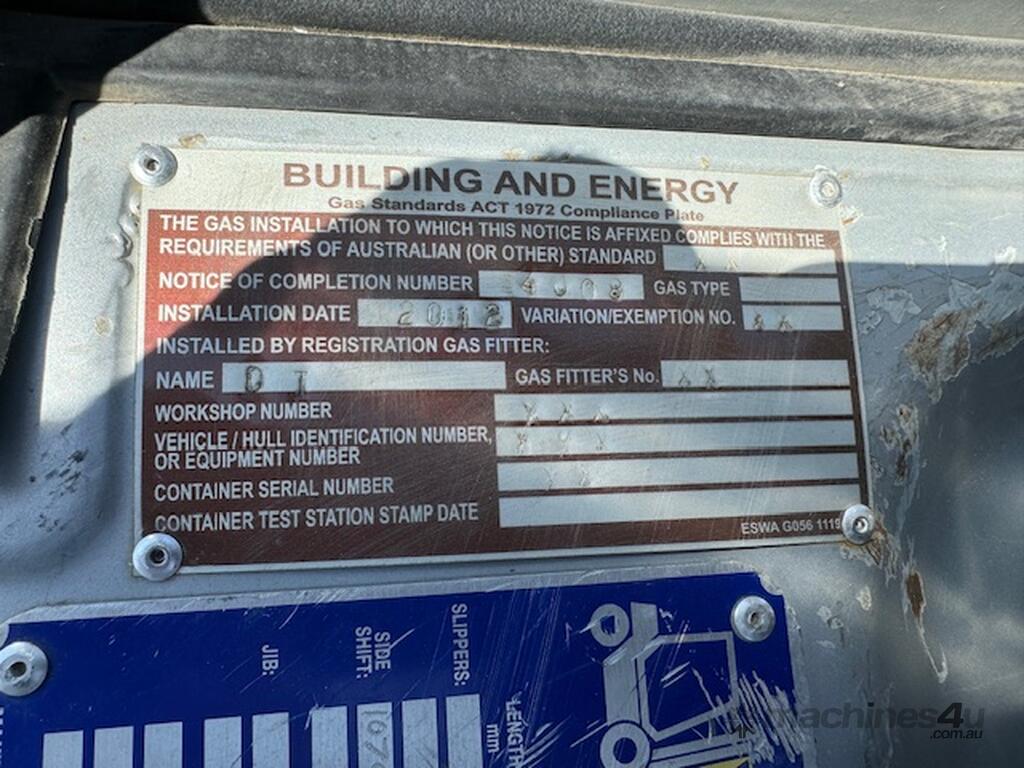 BUILDING AND ENERGY
Gas Standards ACT 1972 Compliance Plate
THE GAS INSTALLATION TO WHICH THIS NOTICE IS AFFIXED COMPLIES WITH THE
REQUIREMENTS OF AUSTRALIAN (OR OTHER) STANDARD
NOTICE OF COMPLETION NUMBER GAS TYPE
INSTALLATION DATE VARIATION/EXEMPTION NO.
INSTALLED BY REGISTRATION GAS FITTER:
NAME GAS FITTER'S No. XX
WORKSHOP NUMBER XXX
VEHICLE / HULL IDENTIFICATION NUMBER,
OR EQUIPMENT NUMBER
CONTAINER SERIAL NUMBER
CONTAINER TEST STATION STAMP DATE
ESWA G056 1119
JIB:
SIDE
SHIFT:
SLIPPERS:
LENGTH
mm
machines4u
.com.au